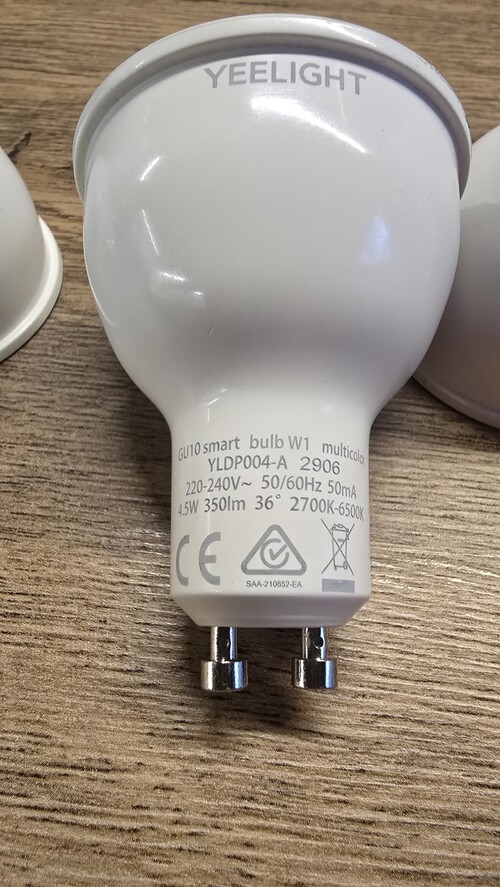 YEELIGHT
GU10 smart bulb W1 multicolor
YLDP004-A 2906
220-240V~ 50/60Hz 50mA
4.5W 350lm 36° 2700K-6500K
CE
SAA-210852-EA